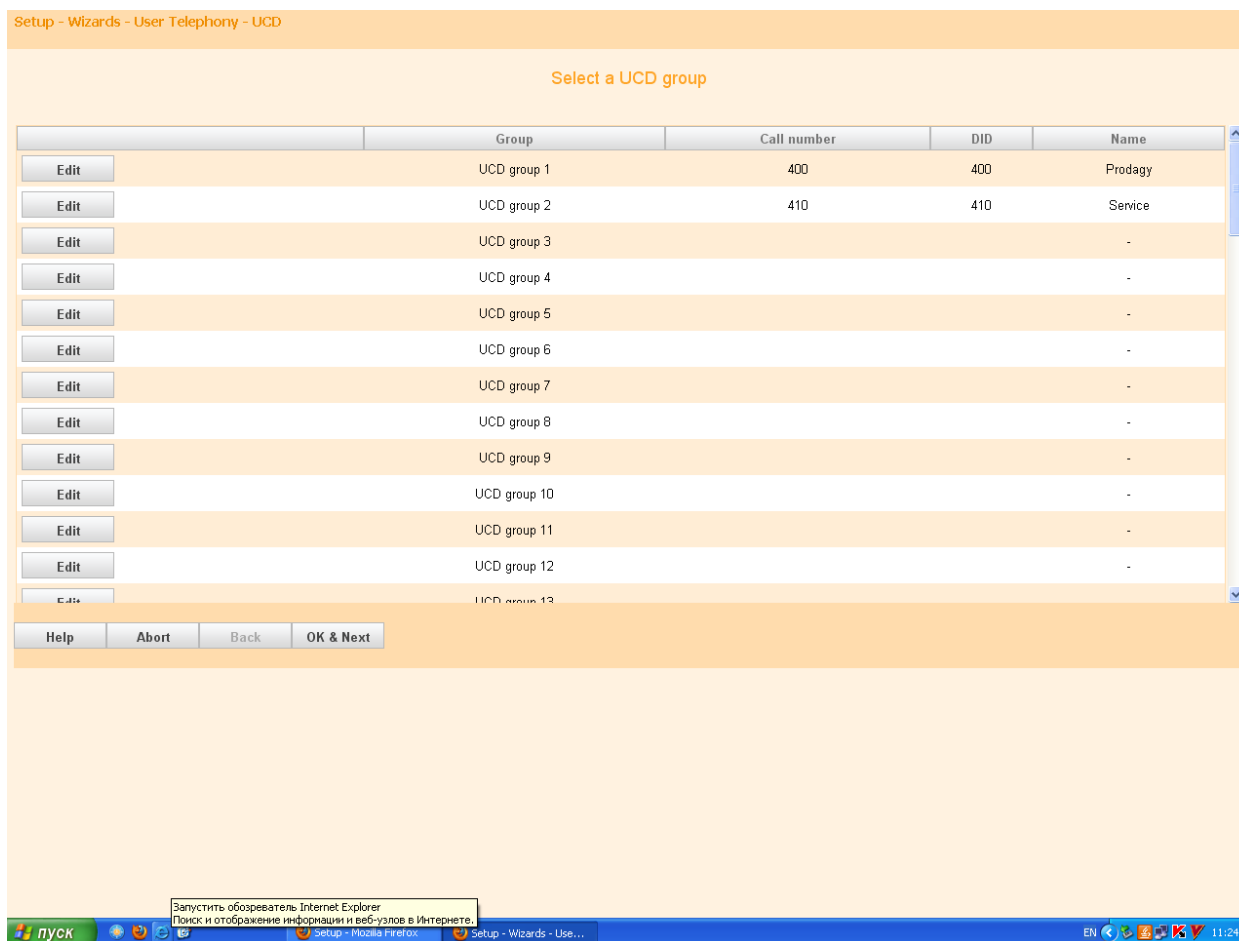 Setup - Wizards - User Telephony - UCD
Select a UCD group
Group Call number DID Name
Edit UCD group 1 400 400 Prodagy
Edit UCD group 2 410 410 Service
Edit UCD group 3 -
Edit UCD group 4 -
Edit UCD group 5 -
Edit UCD group 6 -
Edit UCD group 7 -
Edit UCD group 8 -
Edit UCD group 9 -
Edit UCD group 10 -
Edit UCD group 11 -
Edit UCD group 12 -
Edit UCD group 13
Help Abort Back OK & Next
Запустить обозреватель Internet Explorer
Поиск и отображение информации и веб-узлов в Интернете.
пуск Setup - Mozilla Firefox Setup - Wizards - Use... EN 11:24